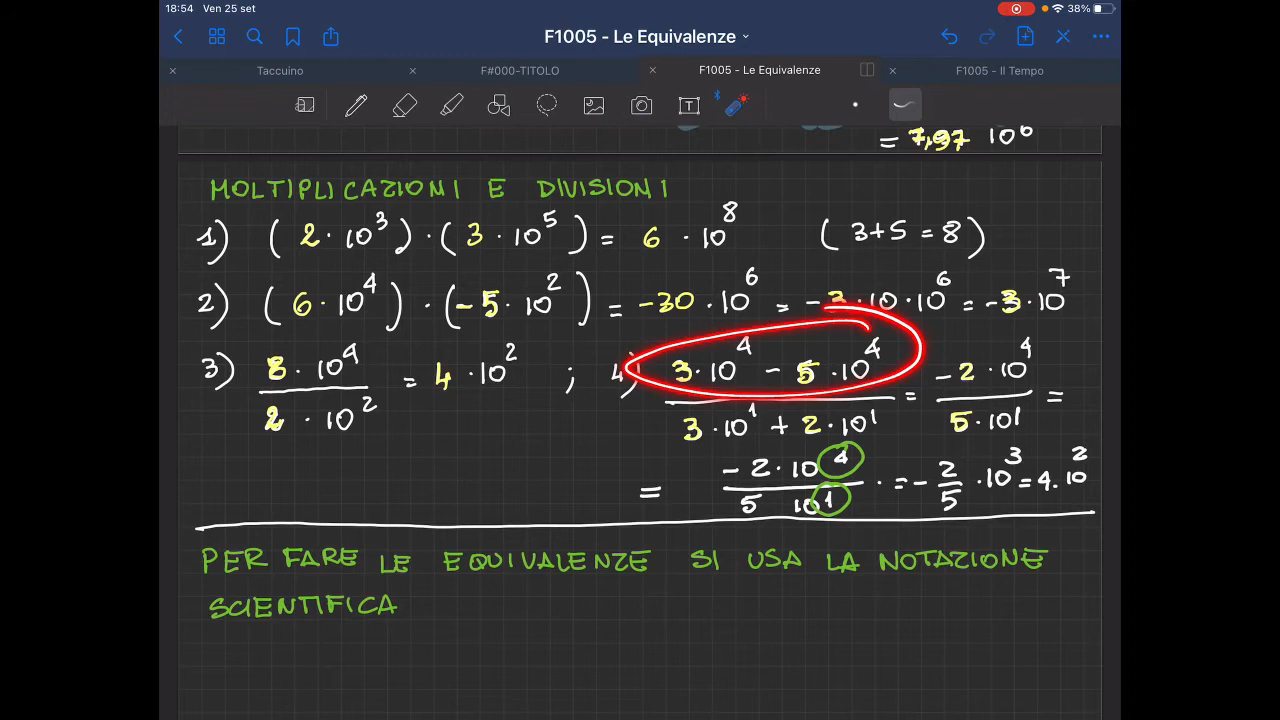 18:54 Ven 25 set 38%
F1005 - Le Equivalenze
Taccuino F#000-TITOLO F1005 - Le Equivalenze F1005 - Il Tempo
= 7,97 10⁶
MOLTIPLICAZIONI E DIVISIONI
1) (2 · 10³) · (3 · 10⁵) = 6 · 10⁸ (3+5 = 8)
2) (6 · 10⁴) · (-5 · 10²) = -30 · 10⁶ = -3 · 10 · 10⁶ = -3 · 10⁷
3) 8 · 10⁴ / 2 · 10² = 4 · 10² ; 4) 3 · 10⁴ - 5 · 10⁴ / 3 · 10¹ + 2 · 10¹ = -2 · 10⁴ / 5 · 10¹ =
= -2 · 10⁴ / 5 10¹ · = - 2/5 · 10³ = 4 . 10²
PER FARE LE EQUIVALENZE SI USA LA NOTAZIONE
SCIENTIFICA